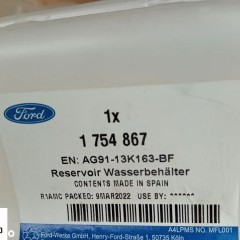 Ford
1x
1 754 867
EN: AG91-13K163-BF
Reservoir Wasserbehälter
CONTENTS MADE IN SPAIN
R1AMC PACKED: 9MAR2022 USE BY: ******
A4LPMS NO. MFL001
Ford-Werke GmbH, Henry-Ford-Straße 1, 50735 Köln